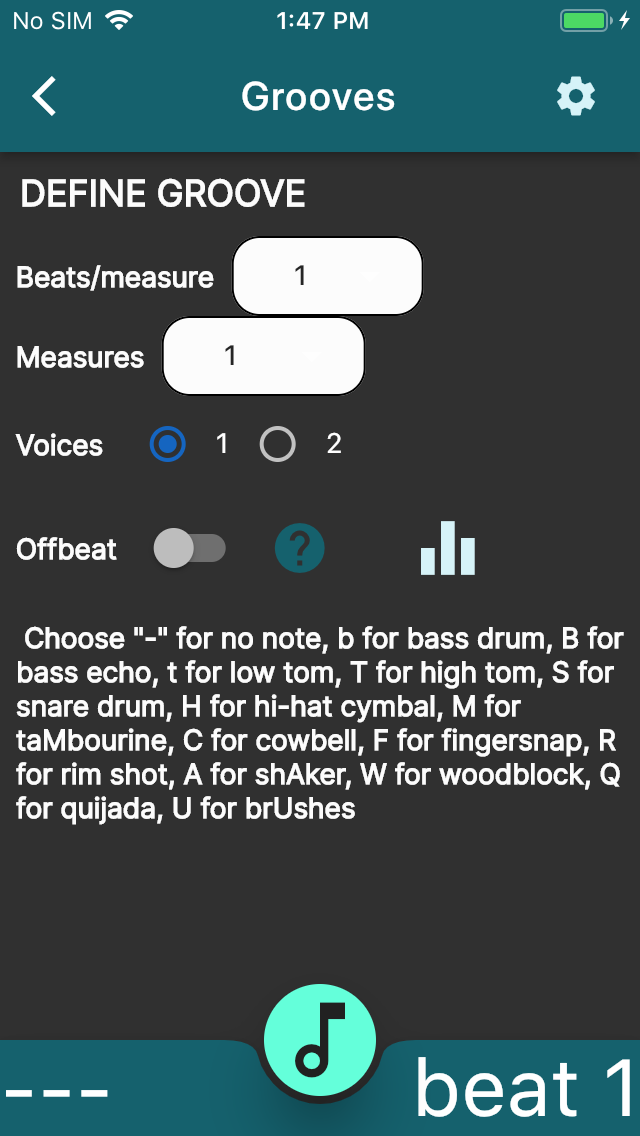 No SIM 1:47 PM
Grooves
DEFINE GROOVE
Beats/measure 1
Measures 1
Voices 1 2
Offbeat ?
Choose "-" for no note, b for bass drum, B for
bass echo, t for low tom, T for high tom, S for
snare drum, H for hi-hat cymbal, M for
taMbourine, C for cowbell, F for fingersnap, R
for rim shot, A for shAker, W for woodblock, Q
for quijada, U for brUshes
--- beat 1